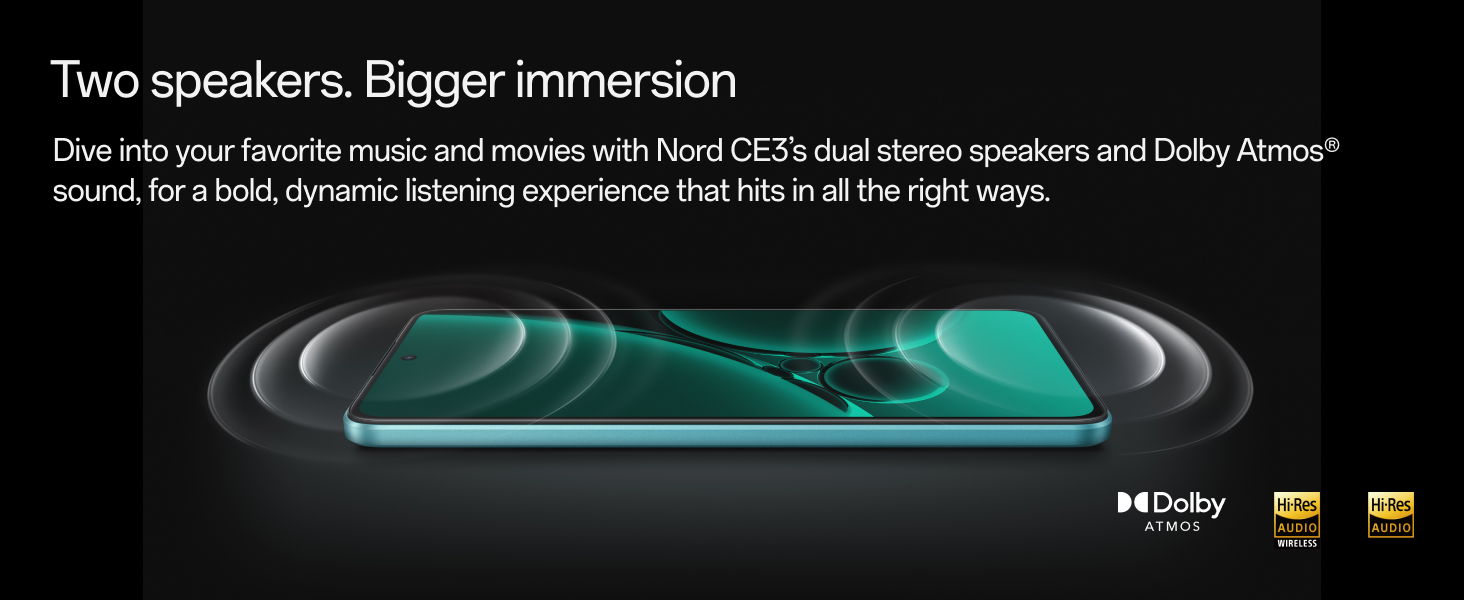 Two speakers. Bigger immersion
Dive into your favorite music and movies with Nord CE3’s dual stereo speakers and Dolby Atmos®
sound, for a bold, dynamic listening experience that hits in all the right ways.
Dolby
ATMOS
Hi-Res
AUDIO
WIRELESS
Hi-Res
AUDIO